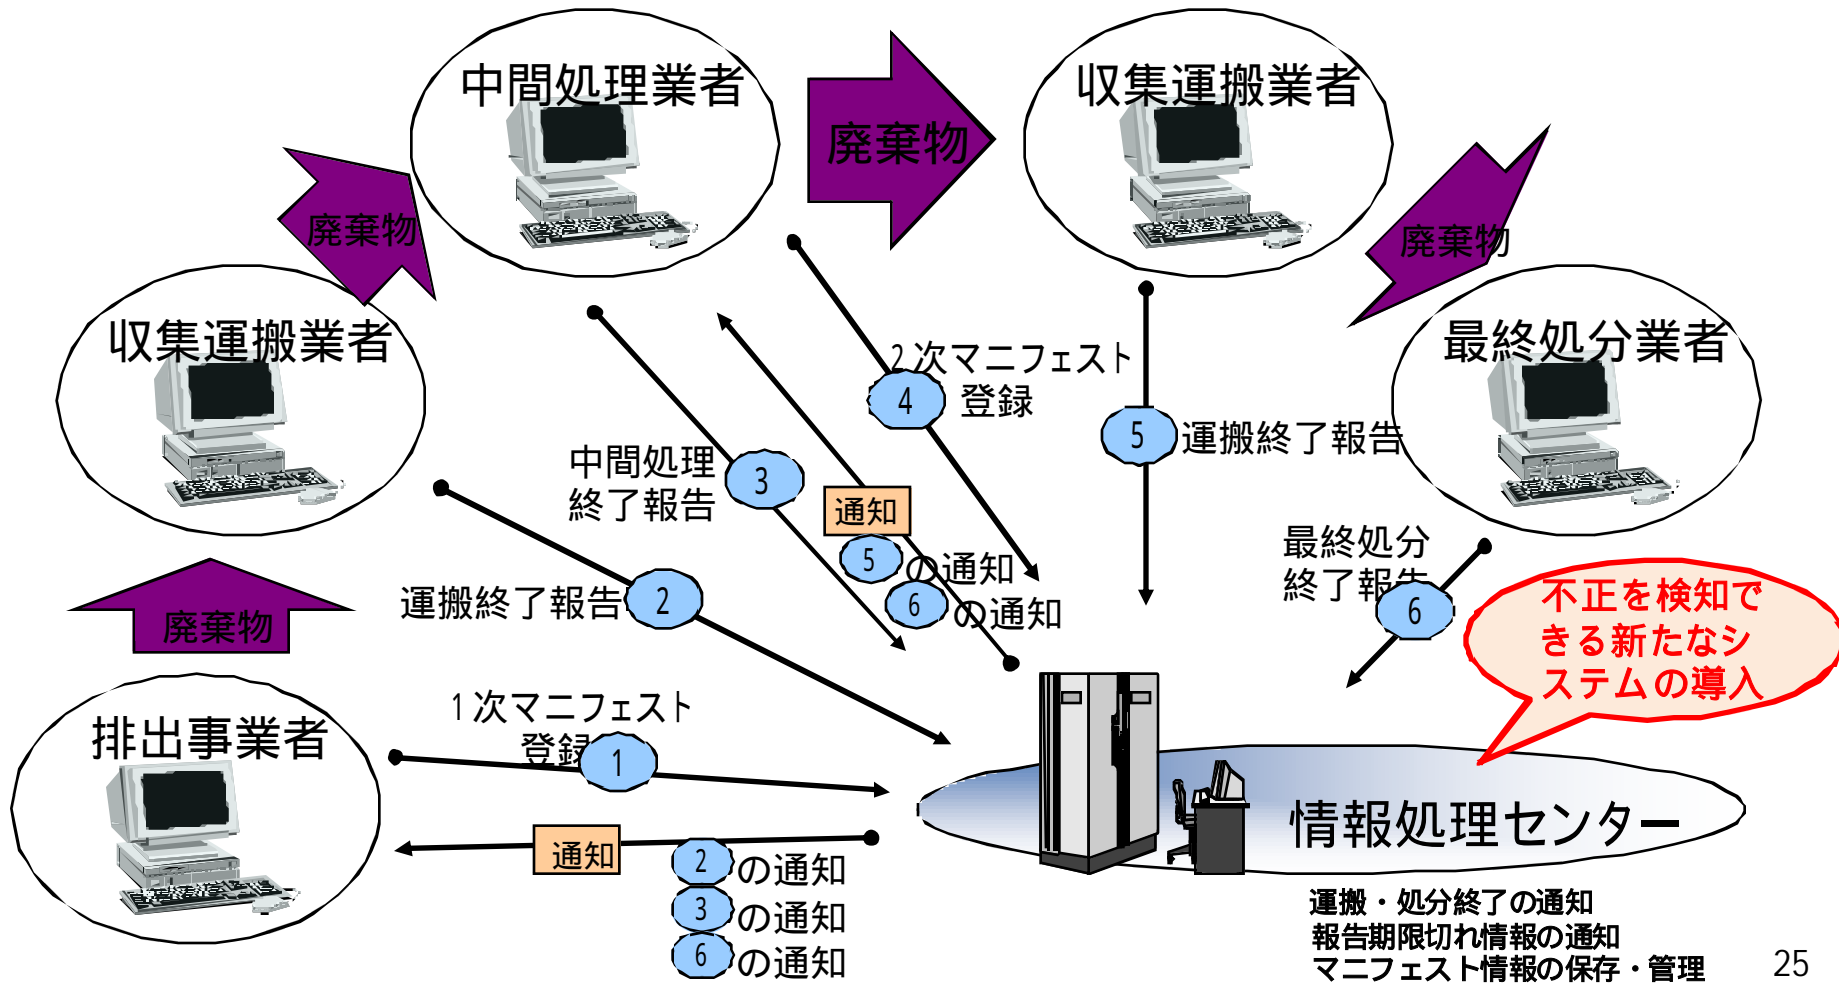 中間処理業者
収集運搬業者
廃棄物
廃棄物
廃棄物
収集運搬業者
最終処分業者
2次マニフェスト
登録
4
5
運搬終了報告
中間処理
終了報告
3
通知
5の通知
6の通知
最終処分
終了報告
6
不正を検知で
きる新たなシ
ステムの導入
運搬終了報告
2
廃棄物
排出事業者
1次マニフェスト
登録
1
通知
2の通知
3の通知
6の通知
情報処理センター
運搬・処分終了の通知
報告期限切れ情報の通知
マニフェスト情報の保存・管理
25